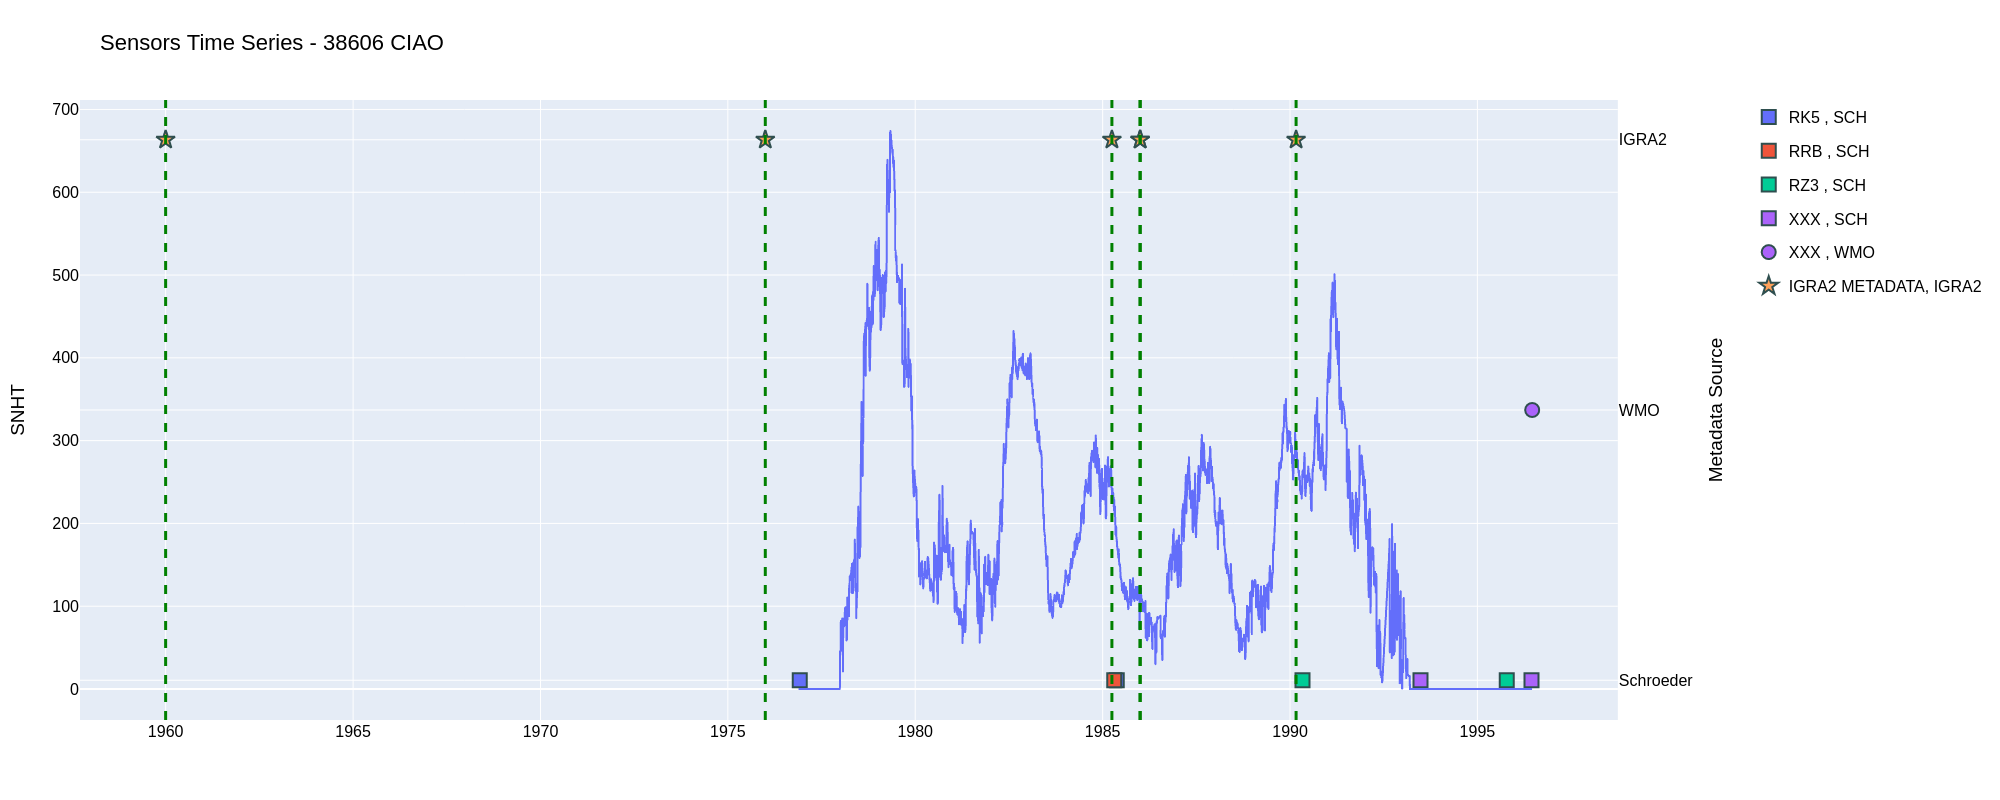 Sensors Time Series - 38606 CIAO
700
600
500
400
300
200
100
0
SNHT
1960
1965
1970
1975
1980
1985
1990
1995
IGRA2
WMO
Schroeder
Metadata Source
RK5 , SCH
RRB , SCH
RZ3 , SCH
XXX , SCH
XXX , WMO
IGRA2 METADATA, IGRA2